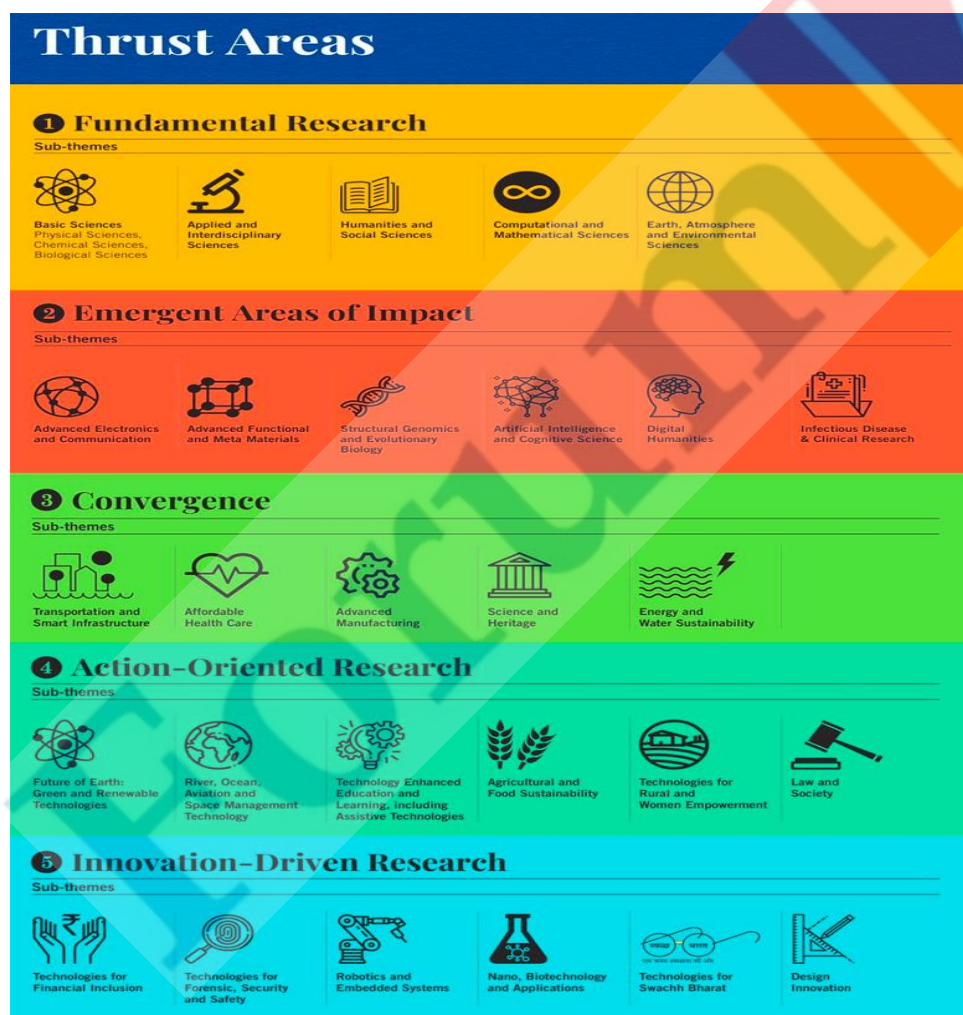 Thrust Areas
1 Fundamental Research
Sub-themes
Basic Sciences
Physical Sciences,
Chemical Sciences,
Biological Sciences
Applied and
Interdisciplinary
Sciences
Humanities and
Social Sciences
Computational and
Mathematical Sciences
Earth, Atmosphere
and Environmental
Sciences
2 Emergent Areas of Impact
Sub-themes
Advanced Electronics
and Communication
Advanced Functional
and Meta Materials
Structural Genomics
and Evolutionary
Biology
Artificial Intelligence
and Cognitive Science
Digital
Humanities
Infectious Disease
& Clinical Research
3 Convergence
Sub-themes
Transportation and
Smart Infrastructure
Affordable
Health Care
Advanced
Manufacturing
Science and
Heritage
Energy and
Water Sustainability
4 Action-Oriented Research
Sub-themes
Future of Earth:
Green and Renewable
Technologies
River, Ocean,
Aviation and
Space Management
Technology
Technology Enhanced
Education and
Learning, including
Assistive Technologies
Agricultural and
Food Sustainability
Technologies for
Rural and
Women Empowerment
Law and
Society
5 Innovation-Driven Research
Sub-themes
₹
Technologies for
Financial Inclusion
Technologies for
Forensic, Security
and Safety
Robotics and
Embedded Systems
Nano, Biotechnology
and Applications
स्वच्छ भारत
एक कदम स्वच्छता की ओर
Technologies for
Swachh Bharat
Design
Innovation
Forum